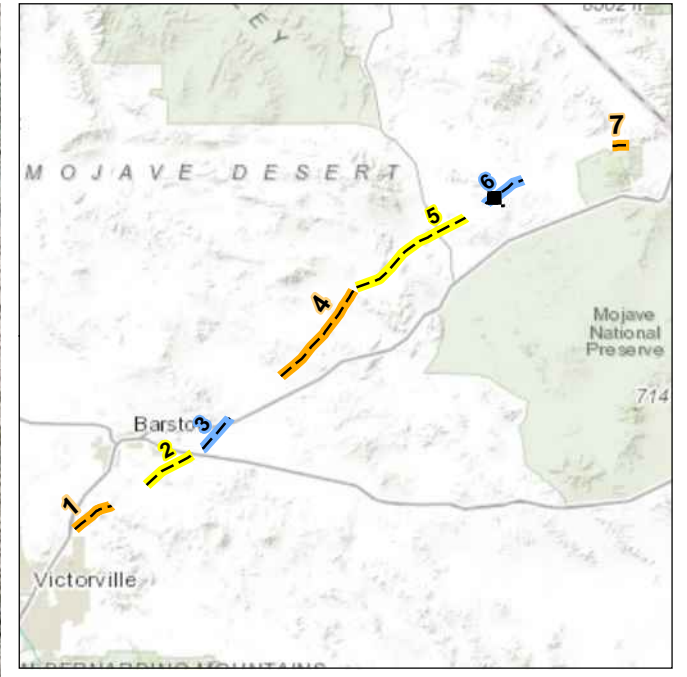 7
MOJAVE DESERT
6
5
4
Mojave
National
Preserve
714
Barsto
3
2
1
Victorville